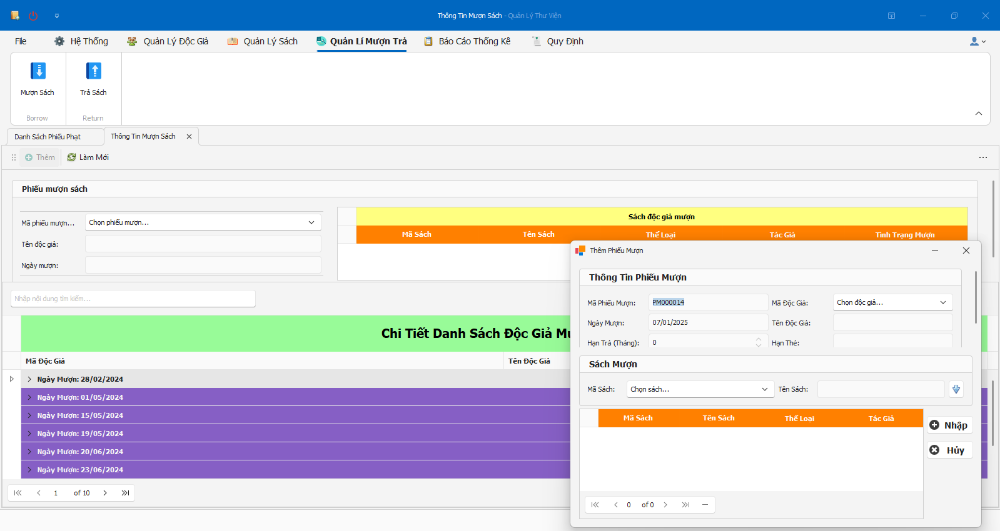 Thông Tin Mượn Sách - Quản Lý Thư Viện
File
Hệ Thống
Quản Lý Độc Giả
Quản Lý Sách
Quản Lí Mượn Trả
Báo Cáo Thống Kê
Quy Định
Mượn Sách
Trả Sách
Borrow
Return
Danh Sách Phiếu Phạt
Thông Tin Mượn Sách
Thêm
Làm Mới
Phiếu mượn sách
Mã phiếu mượn...
Chọn phiếu mượn...
Tên độc giả:
Ngày mượn:
Sách độc giả mượn
Mã Sách
Tên Sách
Thể Loại
Tác Giả
Tình Trạng Mượn
Nhập nội dung tìm kiếm...
Chi Tiết Danh Sách Độc Giả Mư
Mã Độc Giả
Tên Độc Giả
Ngày Mượn: 28/02/2024
Ngày Mượn: 01/05/2024
Ngày Mượn: 15/05/2024
Ngày Mượn: 19/05/2024
Ngày Mượn: 20/06/2024
Ngày Mượn: 23/06/2024
1 of 10
Thêm Phiếu Mượn
Thông Tin Phiếu Mượn
Mã Phiếu Mượn:
PM000014
Mã Độc Giả:
Chọn độc giả...
Ngày Mượn:
07/01/2025
Tên Độc Giả:
Hạn Trả (Tháng):
0
Hạn Thẻ:
Sách Mượn
Mã Sách:
Chọn sách...
Tên Sách:
Mã Sách
Tên Sách
Thể Loại
Tác Giả
Nhập
Hủy
0 of 0